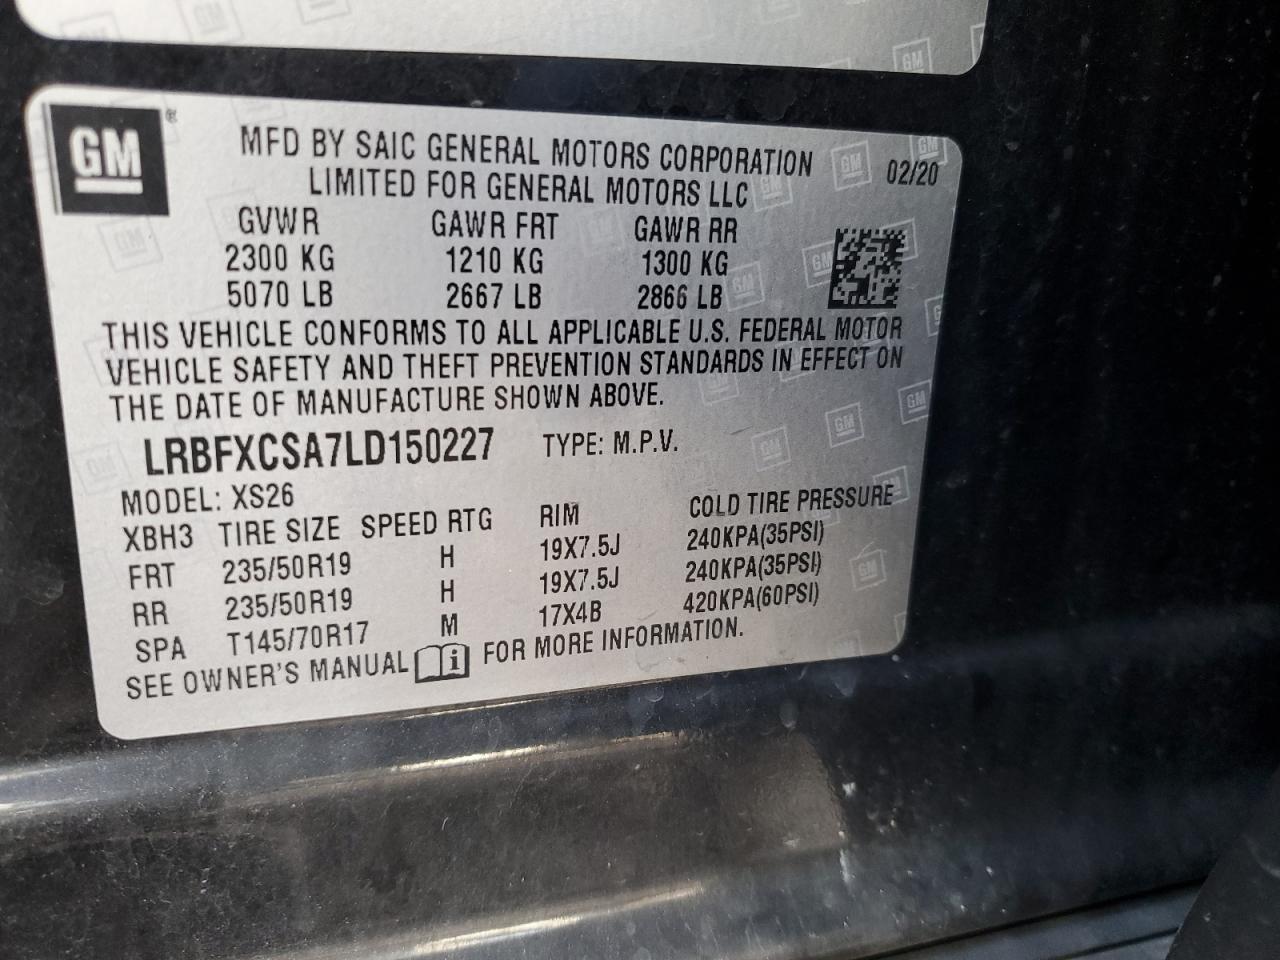 GM ®
MFD BY SAIC GENERAL MOTORS CORPORATION 02/20
LIMITED FOR GENERAL MOTORS LLC
GVWR GAWR FRT GAWR RR
2300 KG 1210 KG 1300 KG
5070 LB 2667 LB 2866 LB
THIS VEHICLE CONFORMS TO ALL APPLICABLE U.S. FEDERAL MOTOR
VEHICLE SAFETY AND THEFT PREVENTION STANDARDS IN EFFECT ON
THE DATE OF MANUFACTURE SHOWN ABOVE.
LRBFXCSA7LD150227 TYPE: M.P.V.
MODEL: XS26
XBH3 TIRE SIZE SPEED RTG RIM COLD TIRE PRESSURE
FRT 235/50R19 H 19X7.5J 240KPA(35PSI)
RR 235/50R19 H 19X7.5J 240KPA(35PSI)
SPA T145/70R17 M 17X4B 420KPA(60PSI)
SEE OWNER'S MANUAL i FOR MORE INFORMATION.